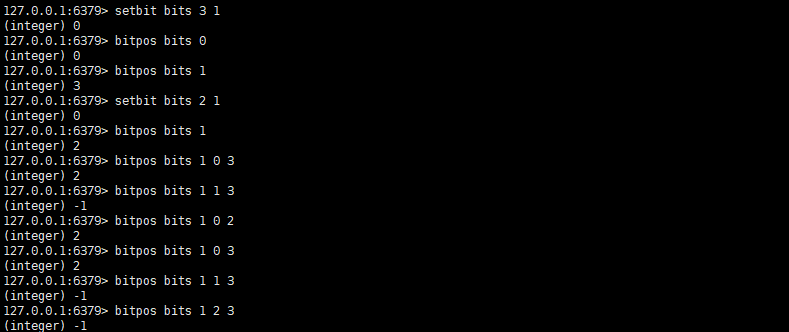 127.0.0.1:6379> setbit bits 3 1
(integer) 0
127.0.0.1:6379> bitpos bits 0
(integer) 0
127.0.0.1:6379> bitpos bits 1
(integer) 3
127.0.0.1:6379> setbit bits 2 1
(integer) 0
127.0.0.1:6379> bitpos bits 1
(integer) 2
127.0.0.1:6379> bitpos bits 1 0 3
(integer) 2
127.0.0.1:6379> bitpos bits 1 1 3
(integer) -1
127.0.0.1:6379> bitpos bits 1 0 2
(integer) 2
127.0.0.1:6379> bitpos bits 1 0 3
(integer) 2
127.0.0.1:6379> bitpos bits 1 1 3
(integer) -1
127.0.0.1:6379> bitpos bits 1 2 3
(integer) -1